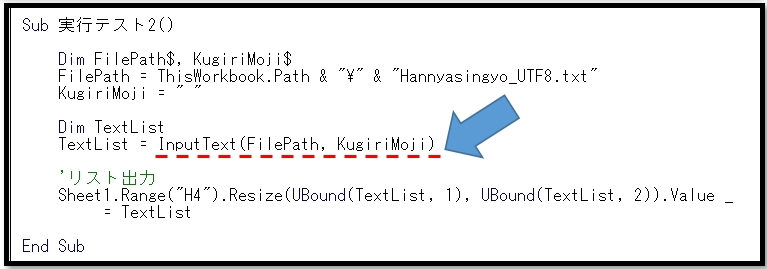 Sub 実行テスト2()
Dim FilePath$, KugiriMoji$
FilePath = ThisWorkbook.Path & "¥" & "Hannyasingyo_UTF8.txt"
KugiriMoji = " "
Dim TextList
TextList = InputText(FilePath, KugiriMoji)
'リスト出力
Sheet1.Range("H4").Resize(UBound(TextList, 1), UBound(TextList, 2)).Value _
= TextList
End Sub